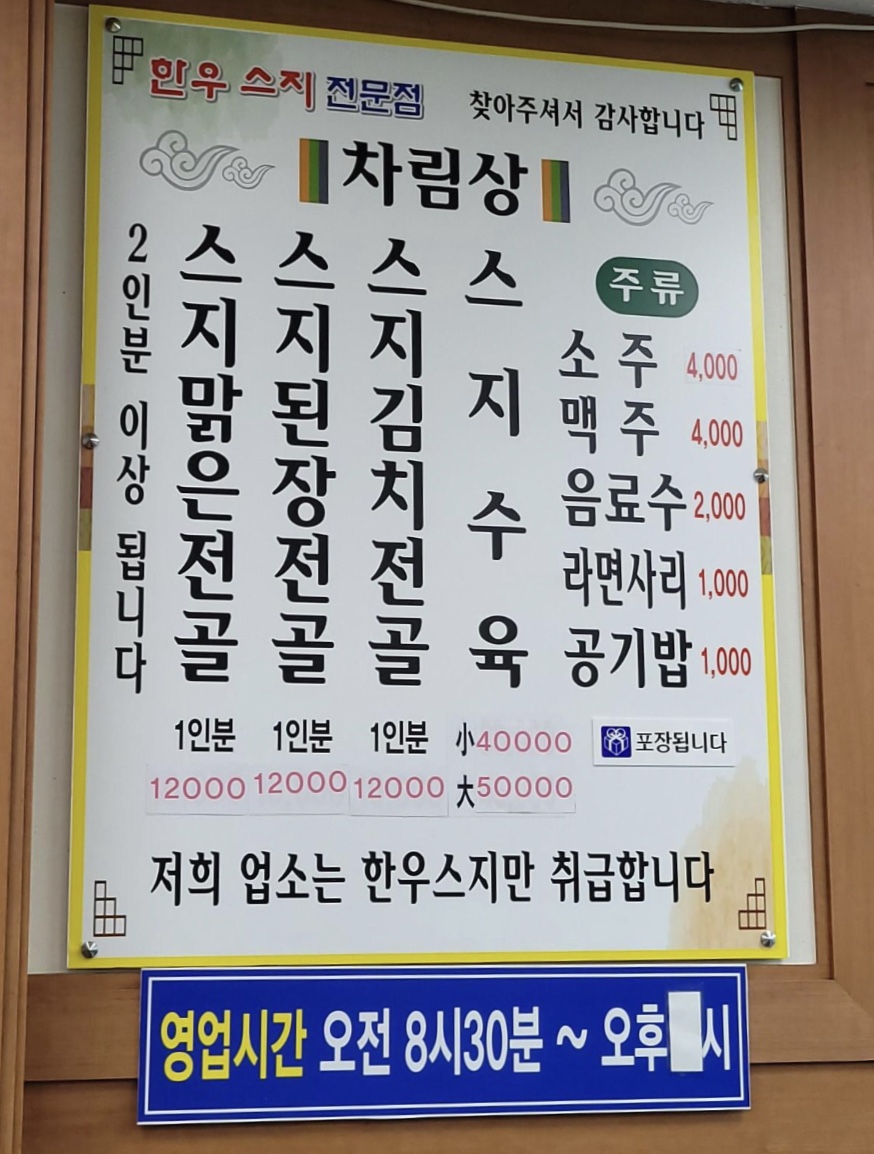 한우 스지 전문점 찾아주셔서 감사합니다
차림상
2인분 이상 됩니다
스지맑은전골 1인분 12000
스지된장전골 1인분 12000
스지김치전골 1인분 12000
스지수육 小40000 大50000
주류
소주 4,000
맥주 4,000
음료수 2,000
라면사리 1,000
공기밥 1,000
포장됩니다
저희 업소는 한우스지만 취급합니다
영업시간 오전 8시30분 ~ 오후 시